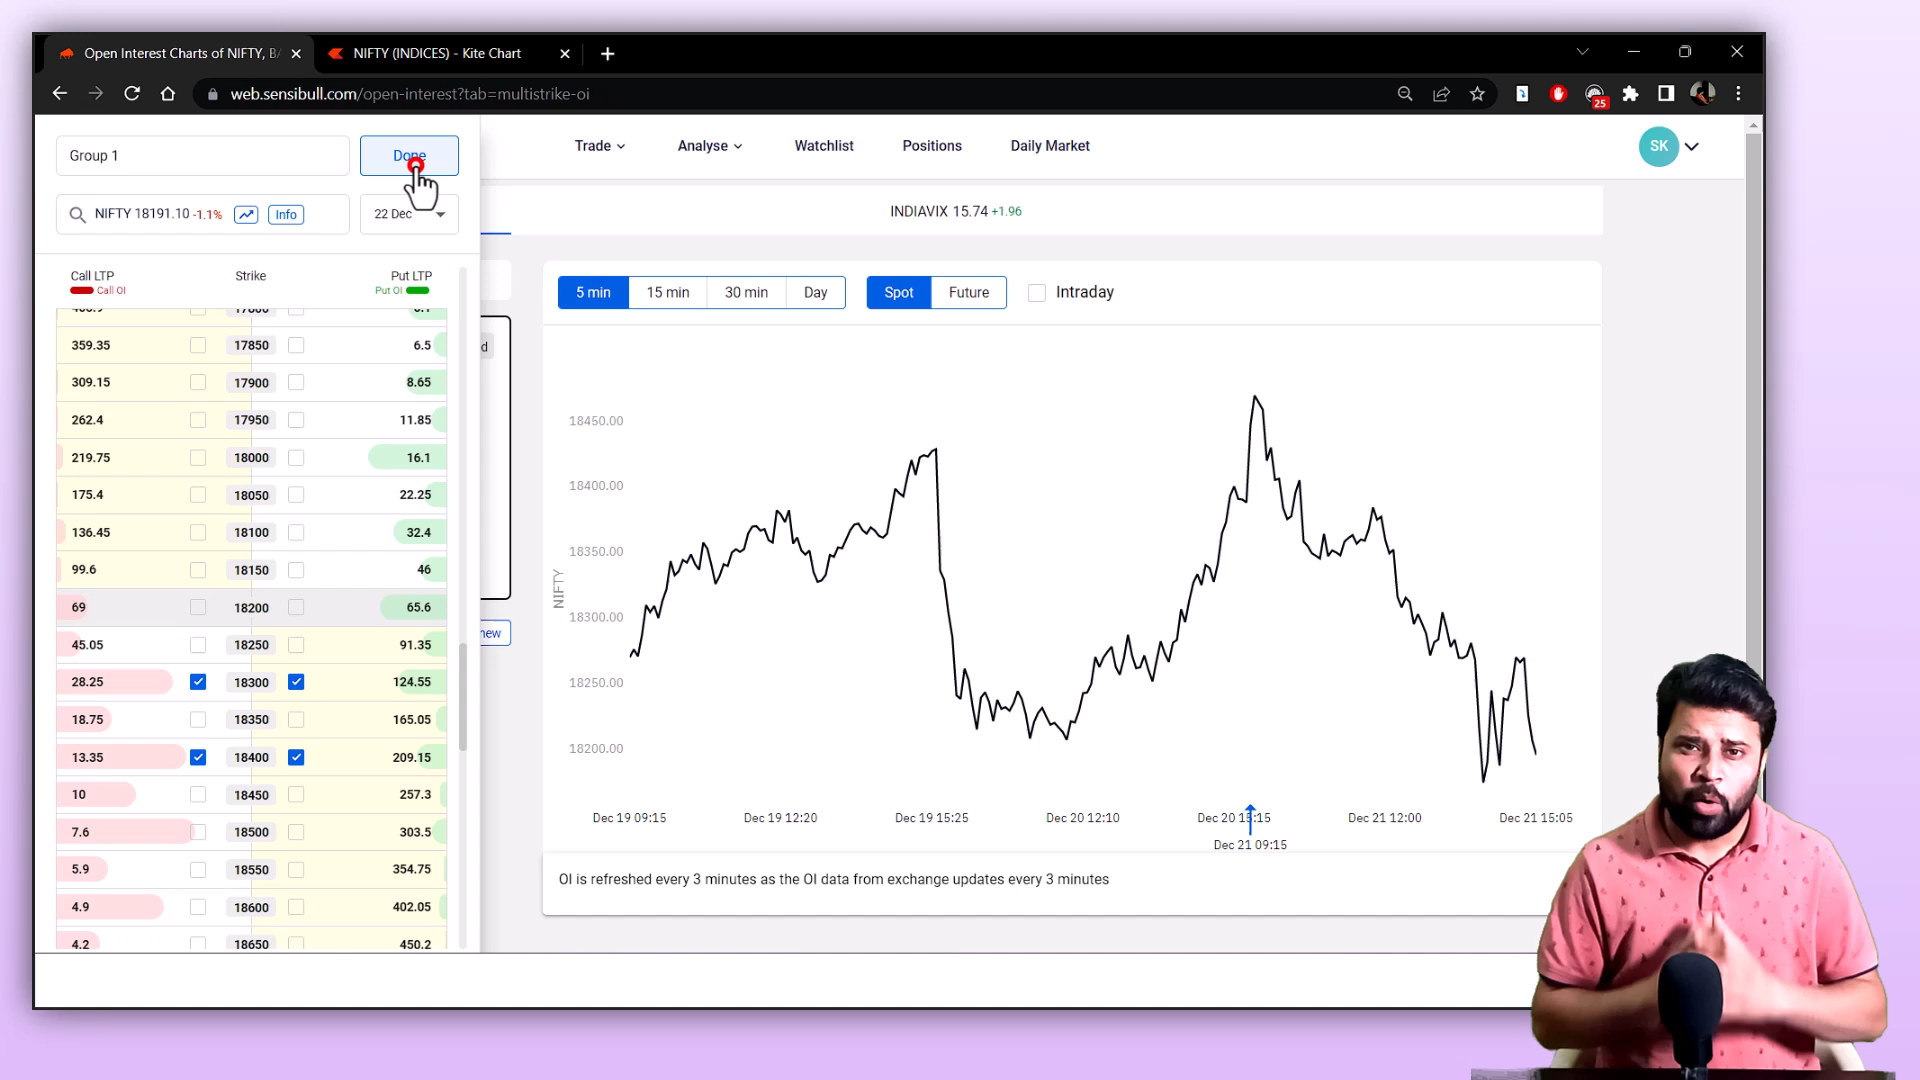 Open Interest Charts of NIFTY, B
NIFTY (INDICES) - Kite Chart
web.sensibull.com/open-interest?tab=multistrike-oi
25
Group 1
Done
Trade
Analyse
Watchlist
Positions
Daily Market
SK
NIFTY 18191.10 -1.1%
Info
22 Dec
INDIAVIX 15.74 +1.96
Call LTP
Strike
Put LTP
Call OI
Put OI
5 min
15 min
30 min
Day
Spot
Future
Intraday
359.35 17850 6.5
309.15 17900 8.65
262.4 17950 11.85
219.75 18000 16.1
175.4 18050 22.25
136.45 18100 32.4
99.6 18150 46
69 18200 65.6
45.05 18250 91.35
28.25 18300 124.55
18.75 18350 165.05
13.35 18400 209.15
10 18450 257.3
7.6 18500 303.5
5.9 18550 354.75
4.9 18600 402.05
4.2 18650 450.2
d
new
18450.00
18400.00
18350.00
18300.00
18250.00
18200.00
NIFTY
Dec 19 09:15
Dec 19 12:20
Dec 19 15:25
Dec 20 12:10
Dec 20 15:15
Dec 21 12:00
Dec 21 15:05
Dec 21 09:15
OI is refreshed every 3 minutes as the OI data from exchange updates every 3 minutes